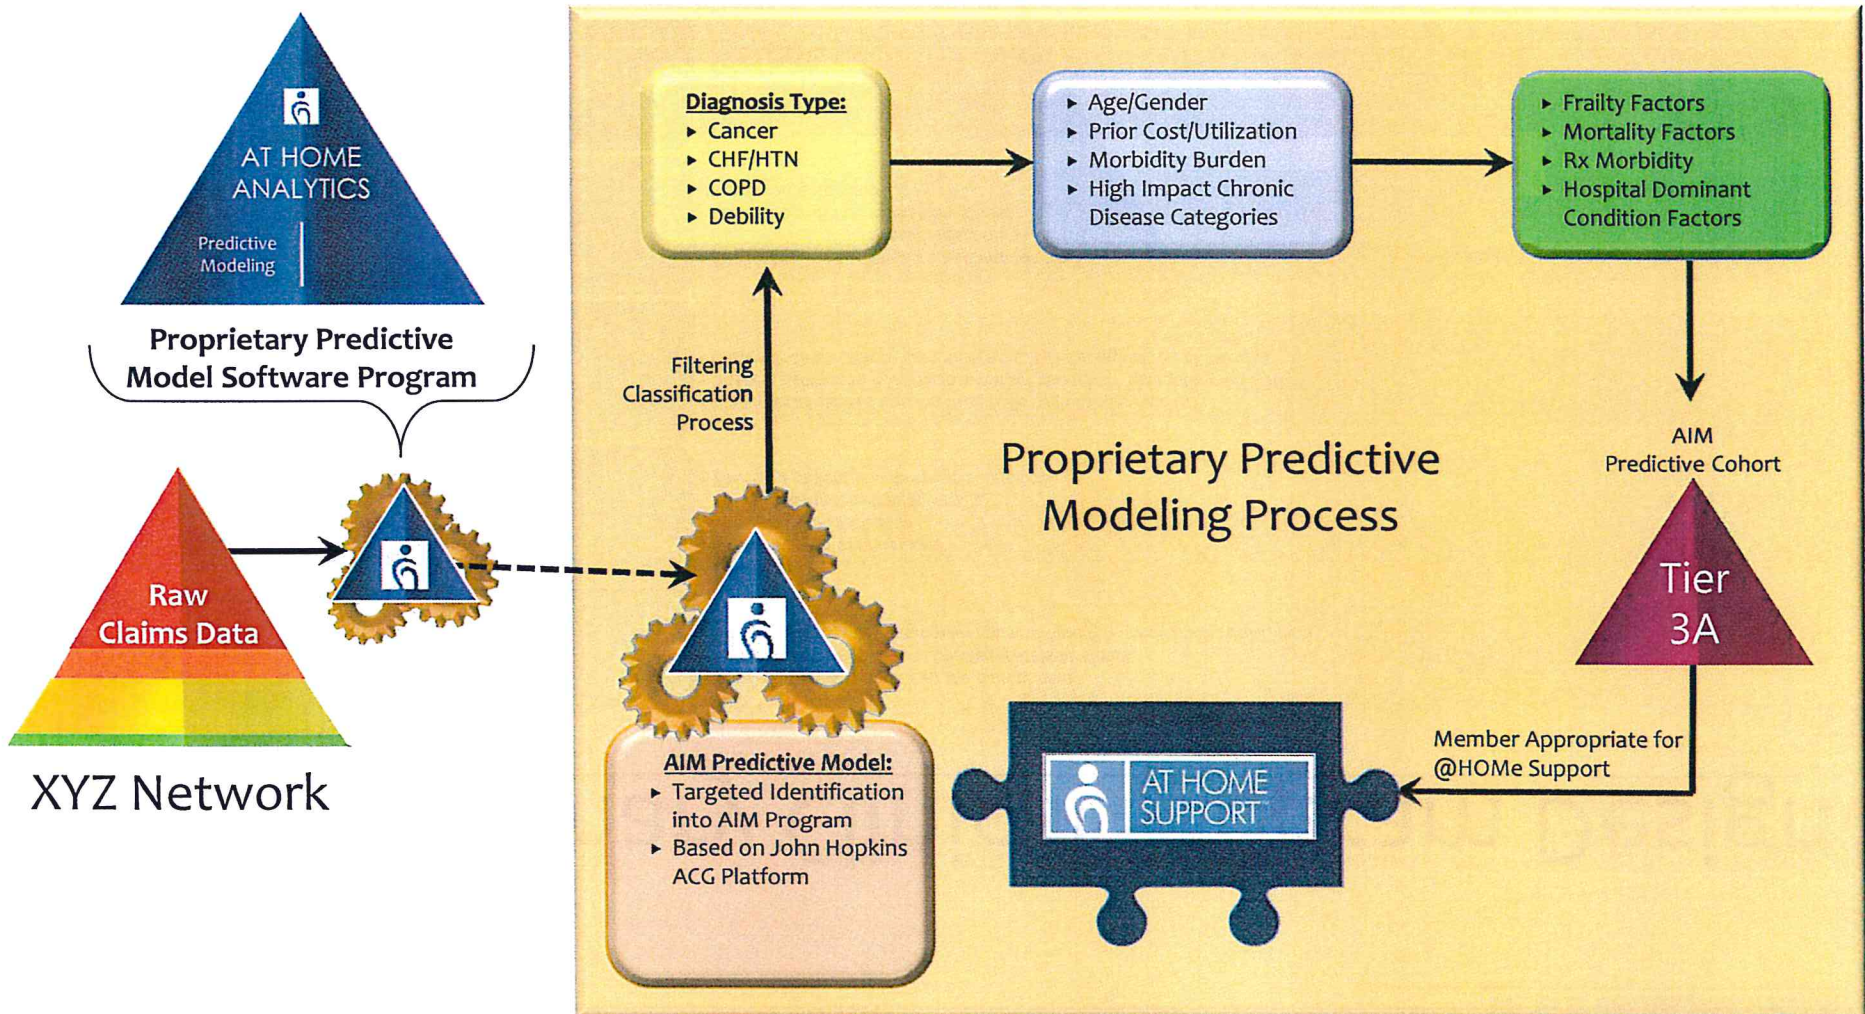 AT HOME
ANALYTICS
Predictive
Modeling
Proprietary Predictive
Model Software Program
Raw
Claims Data
XYZ Network
Diagnosis Type:
▸ Cancer
▸ CHF/HTN
▸ COPD
▸ Debility
▸ Age/Gender
▸ Prior Cost/Utilization
▸ Morbidity Burden
▸ High Impact Chronic
Disease Categories
▸ Frailty Factors
▸ Mortality Factors
▸ Rx Morbidity
▸ Hospital Dominant
Condition Factors
Filtering
Classification
Process
Proprietary Predictive
Modeling Process
AIM
Predictive Cohort
Tier
3A
AIM Predictive Model:
▸ Targeted Identification
into AIM Program
▸ Based on John Hopkins
ACG Platform
AT HOME
SUPPORT™
Member Appropriate for
@HOMe Support